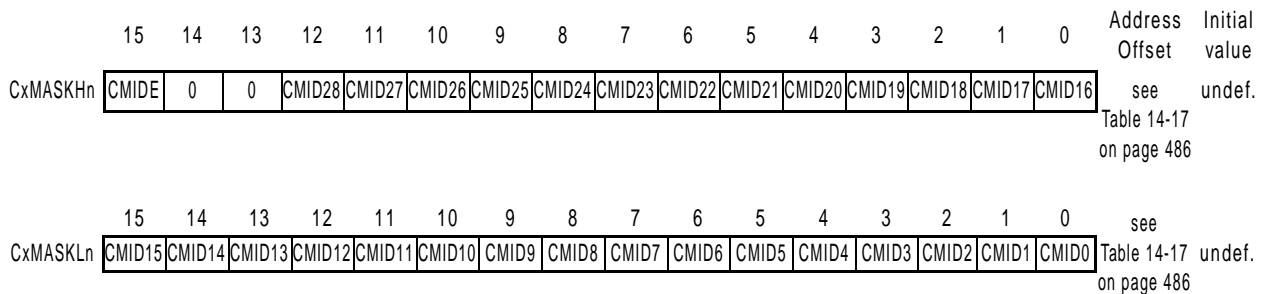 15 14 13 12 11 10 9 8 7 6 5 4 3 2 1 0 Address Offset Initial value
CxMASKHn CMIDE 0 0 CMID28 CMID27 CMID26 CMID25 CMID24 CMID23 CMID22 CMID21 CMID20 CMID19 CMID18 CMID17 CMID16 see undef.
Table 14-17
on page 486
15 14 13 12 11 10 9 8 7 6 5 4 3 2 1 0 see
CxMASKLn CMID15 CMID14 CMID13 CMID12 CMID11 CMID10 CMID9 CMID8 CMID7 CMID6 CMID5 CMID4 CMID3 CMID2 CMID1 CMID0 Table 14-17 undef.
on page 486